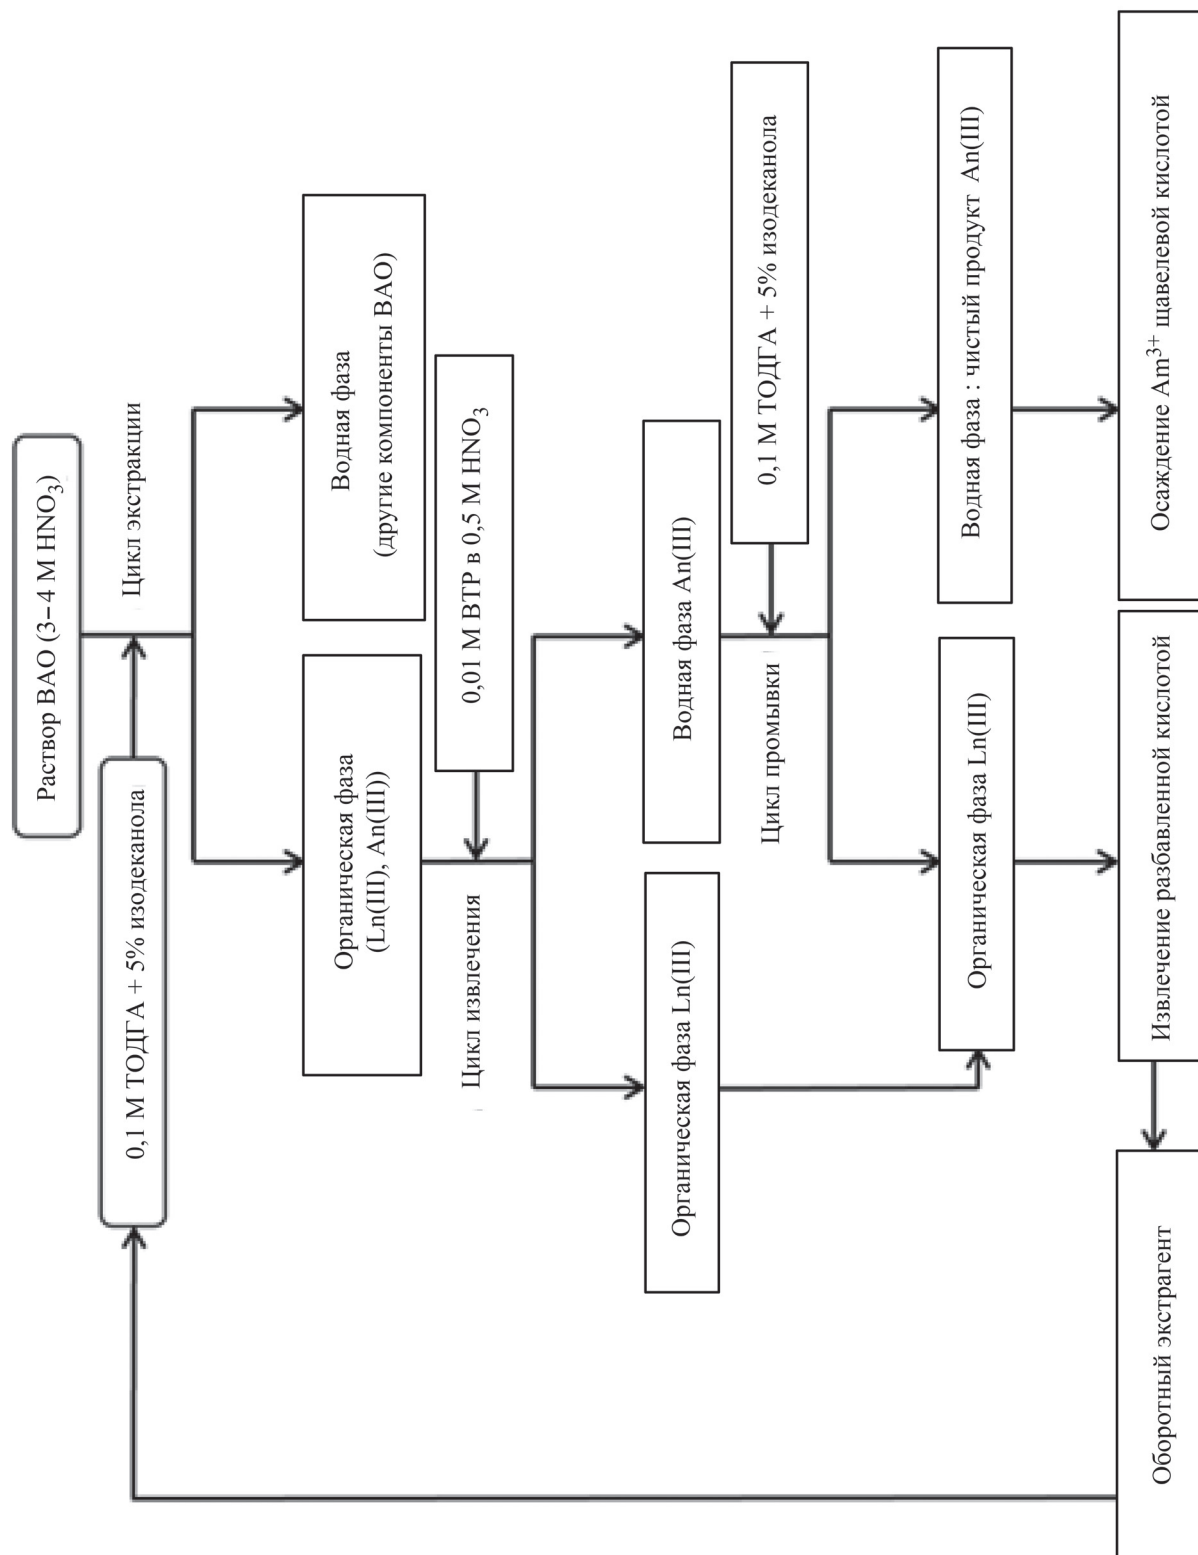 Раствор ВАО (3–4 М HNO3)
0,1 М ТОДГА + 5% изодеканола
Цикл экстракции
Органическая фаза
(Ln(III), An(III))
Водная фаза
(другие компоненты ВАО)
Цикл извлечения
0,01 М BTP в 0,5 М HNO3
Органическая фаза Ln(III)
Водная фаза An(III)
Цикл промывки
0,1 М ТОДГА + 5% изодеканола
Органическая фаза Ln(III)
Водная фаза : чистый продукт An(III)
Оборотный экстрагент
Извлечение разбавленной кислотой
Осаждение Am3+ щавелевой кислотой